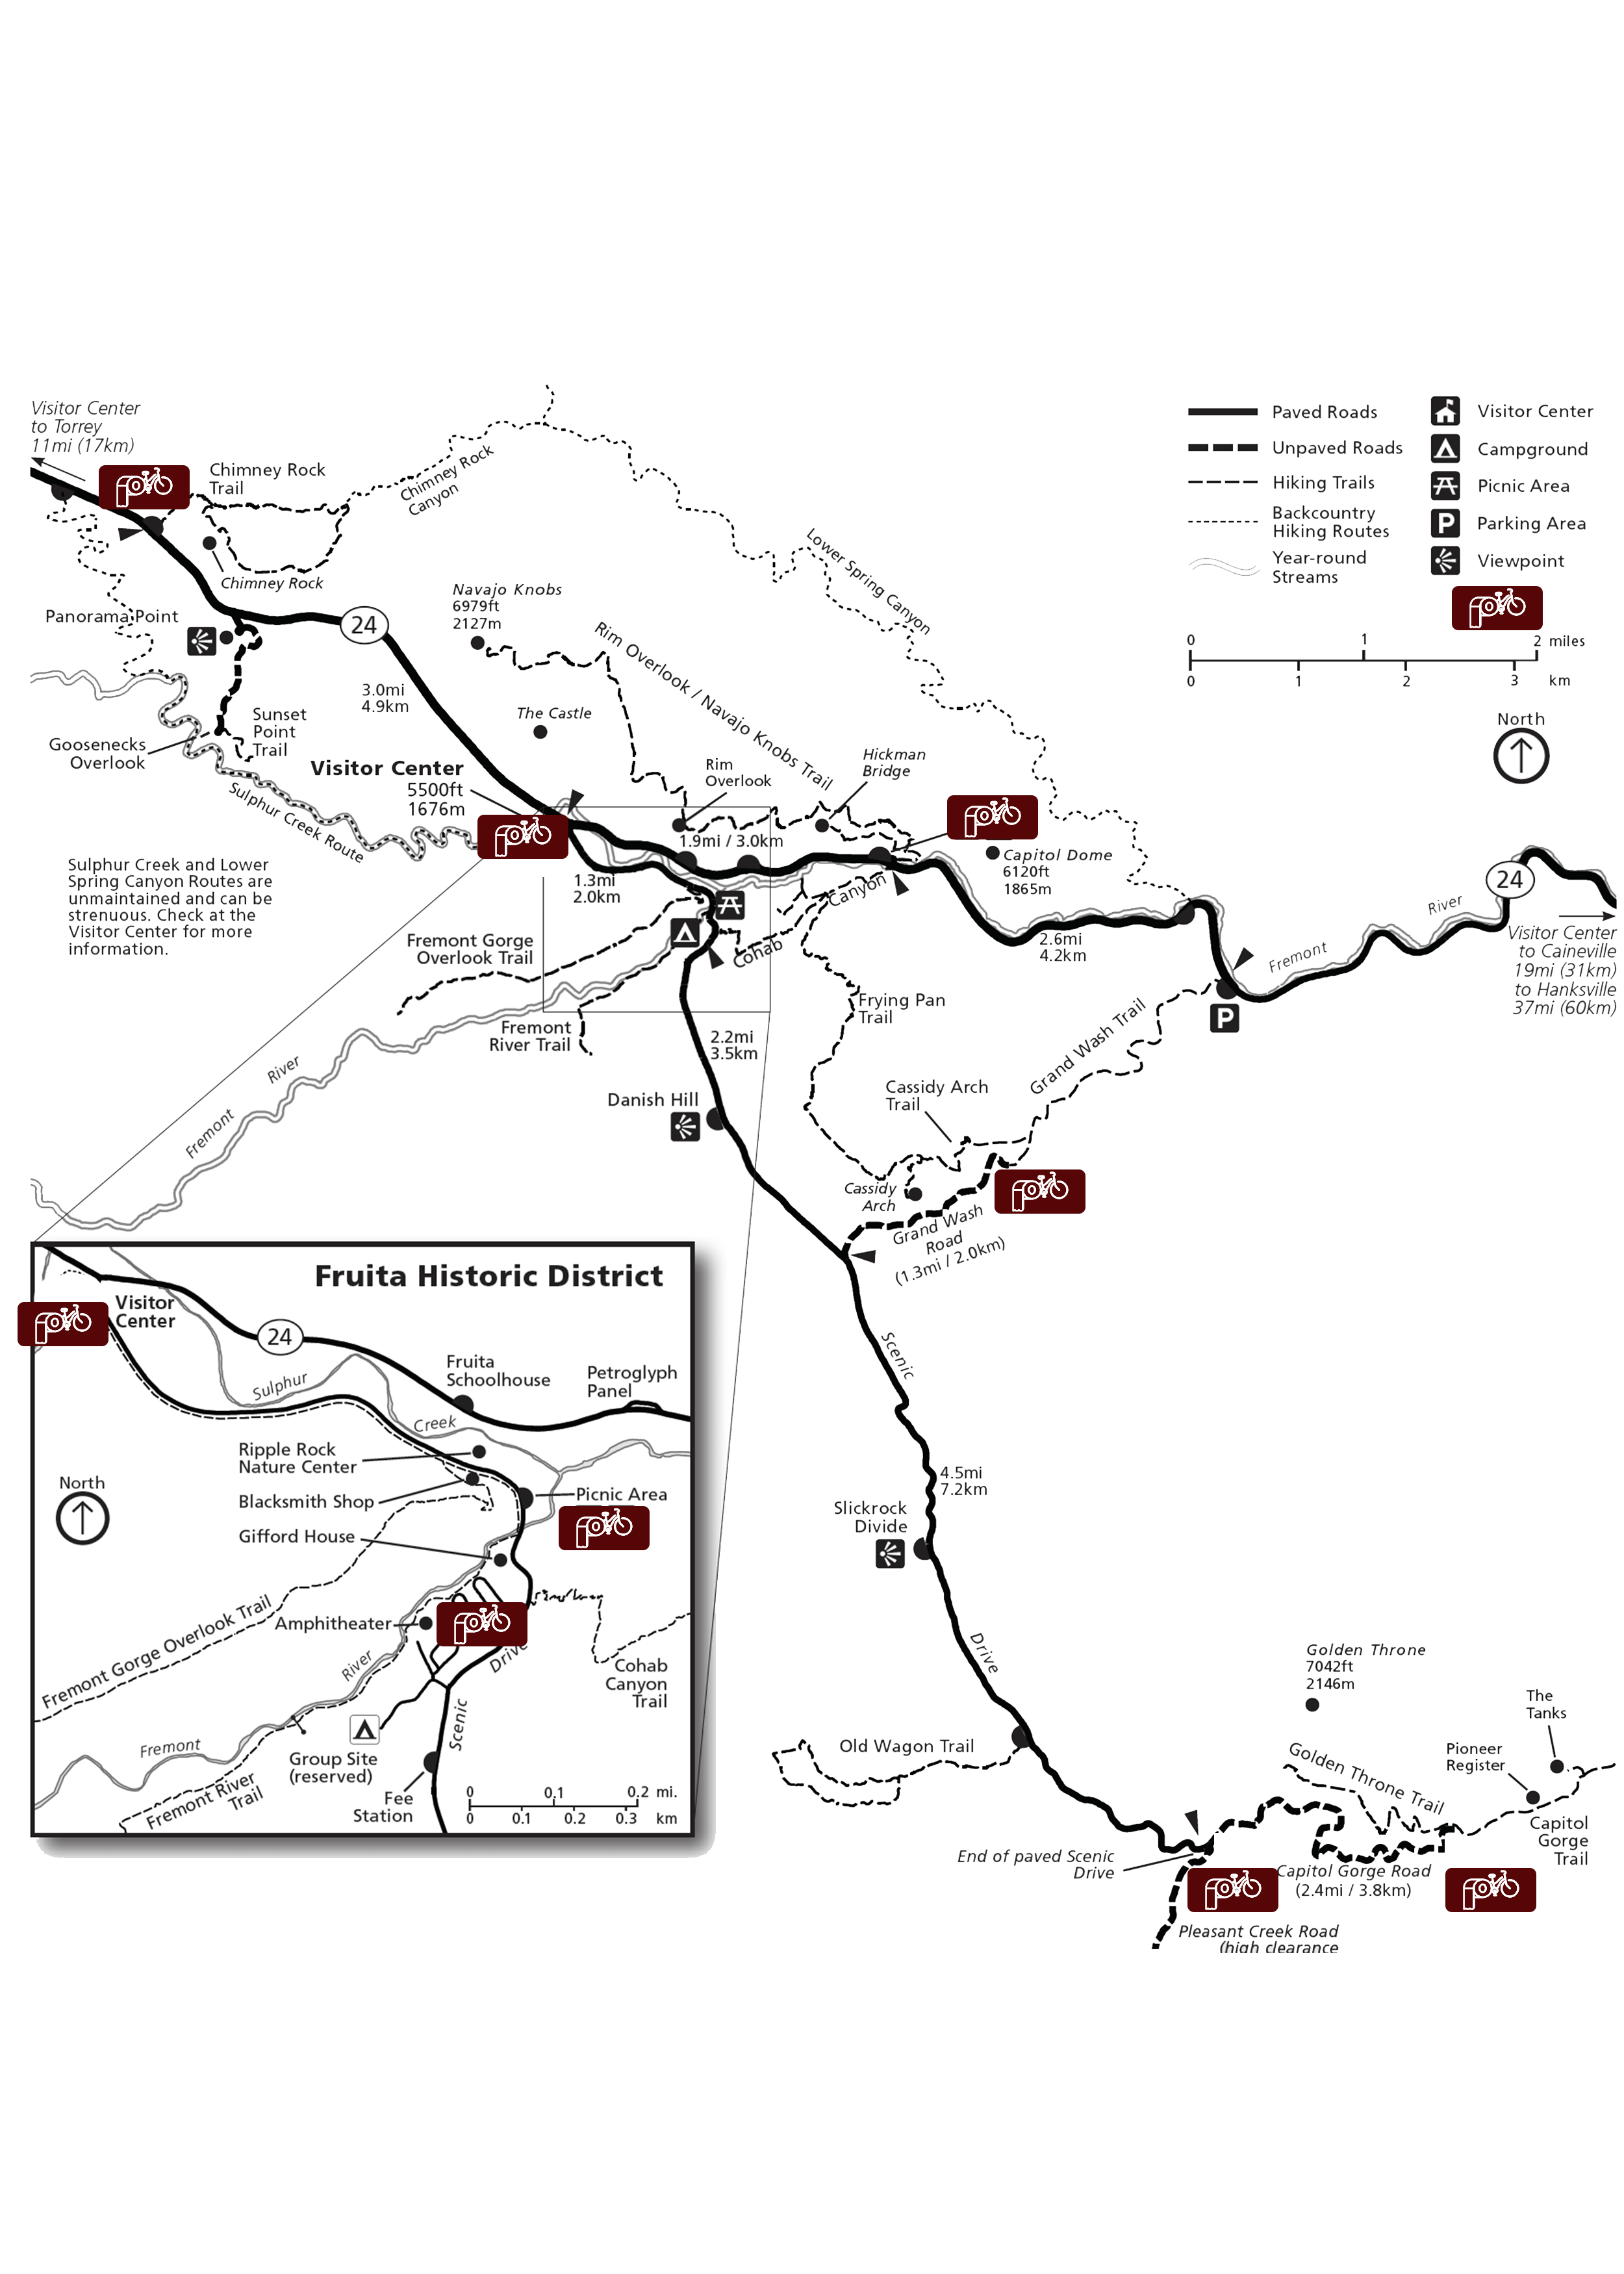 Visitor Center
to Torrey
11mi (17km)
Chimney Rock
Trail
Chimney Rock
Canyon
Chimney Rock
Paved Roads
Unpaved Roads
Hiking Trails
Backcountry
Hiking Routes
Year-round
Streams
Visitor Center
Campground
Picnic Area
P
Parking Area
Viewpoint
0
1
2 miles
0
1
2
3
km
North
Panorama Point
24
3.0mi
4.9km
Navajo Knobs
6979ft
2127m
Rim Overlook / Navajo Knobs Trail
Lower Spring Canyon
The Castle
Sunset
Point
Trail
Goosenecks
Overlook
Sulphur Creek Route
Visitor Center
5500ft
1676m
Rim
Overlook
Hickman
Bridge
1.9mi / 3.0km
Capitol Dome
6120ft
1865m
Sulphur Creek and Lower
Spring Canyon Routes are
unmaintained and can be
strenuous. Check at the
Visitor Center for more
information.
1.3mi
2.0km
Cohab
Canyon
Fremont Gorge
Overlook Trail
Fremont
River Trail
2.6mi
4.2km
Fremont
River
24
Visitor Center
to Caineville
19mi (31km)
to Hanksville
37mi (60km)
P
Frying Pan
Trail
Grand Wash Trail
2.2mi
3.5km
Danish Hill
Cassidy Arch
Trail
Cassidy
Arch
Grand Wash
Road
(1.3mi / 2.0km)
Fremont
River
Scenic
4.5mi
7.2km
Slickrock
Divide
Drive
Old Wagon Trail
Golden Throne
7042ft
2146m
Golden Throne Trail
The
Tanks
Pioneer
Register
Capitol
Gorge
Trail
End of paved Scenic
Drive
Capitol Gorge Road
(2.4mi / 3.8km)
Pleasant Creek Road
(high clearance
Fruita Historic District
Visitor
Center
24
Sulphur
Creek
Fruita
Schoolhouse
Petroglyph
Panel
Ripple Rock
Nature Center
Blacksmith Shop
Gifford House
Picnic Area
North
Amphitheater
Fremont Gorge Overlook Trail
River
Drive
Cohab
Canyon
Trail
Scenic
Fremont
Group Site
(reserved)
Fremont River
Trail
Fee
Station
0
0.1
0.2 mi.
0
0.1
0.2
0.3
km